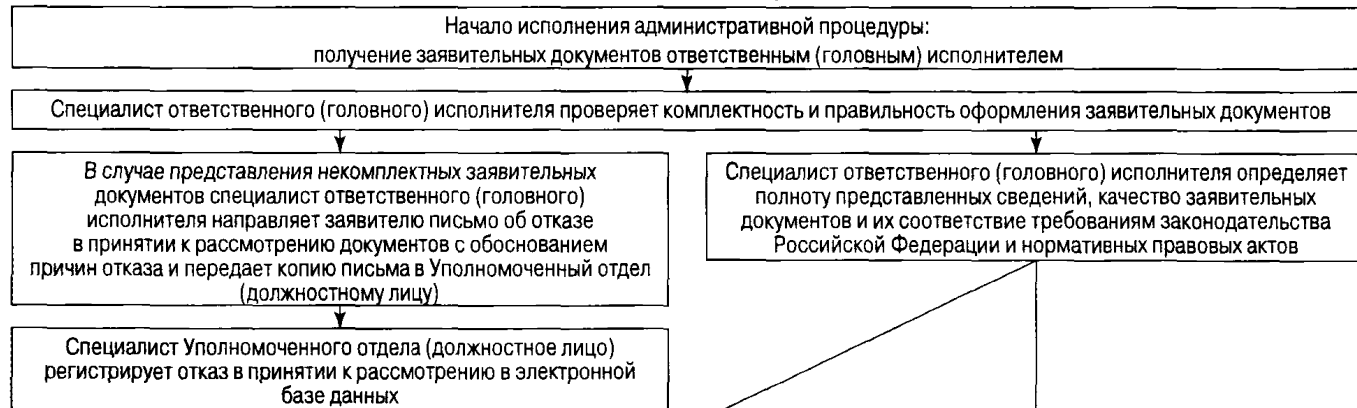 Начало исполнения административной процедуры:
получение заявительных документов ответственным (головным) исполнителем
Специалист ответственного (головного) исполнителя проверяет комплектность и правильность оформления заявительных документов
В случае представления некомплектных заявительных
документов специалист ответственного (головного)
исполнителя направляет заявителю письмо об отказе
в принятии к рассмотрению документов с обоснованием
причин отказа и передает копию письма в Уполномоченный отдел
(должностному лицу)
Специалист ответственного (головного) исполнителя определяет
полноту представленных сведений, качество заявительных
документов и их соответствие требованиям законодательства
Российской Федерации и нормативных правовых актов
Специалист Уполномоченного отдела (должностное лицо)
регистрирует отказ в принятии к рассмотрению в электронной
базе данных